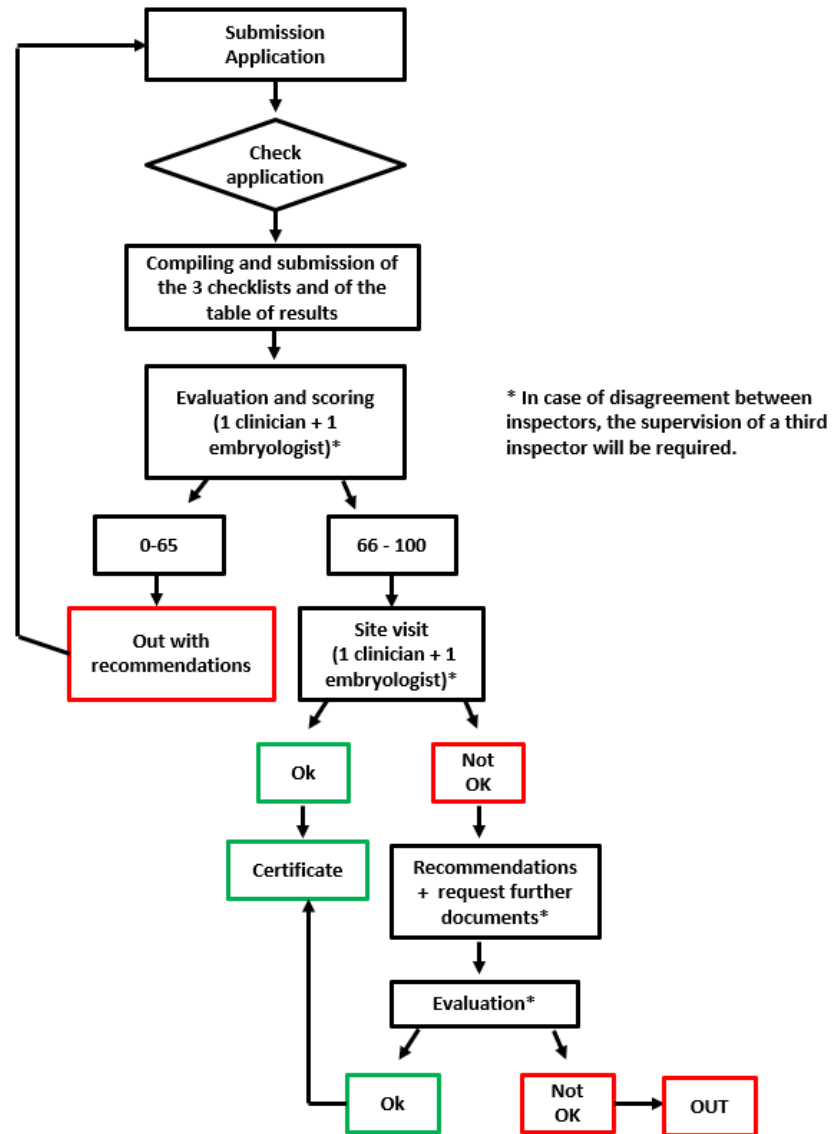 Submission
Application
Check
application
Compiling and submission of
the 3 checklists and of the
table of results
Evaluation and scoring
(1 clinician + 1
embryologist)*
* In case of disagreement between
inspectors, the supervision of a third
inspector will be required.
0-65
66 - 100
Out with
recommendations
Site visit
(1 clinician + 1
embryologist)*
Ok
Not
OK
Certificate
Recommendations
+ request further
documents*
Evaluation*
Ok
Not
OK
OUT